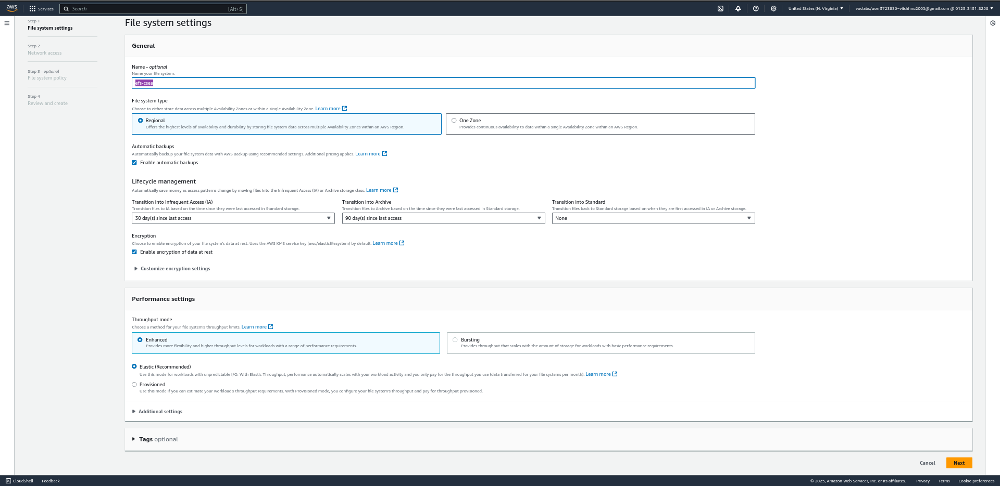 aws
Services
Search
[Alt+S]
United States (N. Virginia)
voclabs/user3723836=viishhnu2005@gmail.com @ 0123-3431-8258
Step 1
File system settings
Step 2
Network access
Step 3 - optional
File system policy
Step 4
Review and create
File system settings
General
Name - optional
Name your file system.
efs-csea
File system type
Choose to either store data across multiple Availability Zones or within a single Availability Zone. Learn more
Regional
Offers the highest levels of availability and durability by storing file system data across multiple Availability Zones within an AWS Region.
One Zone
Provides continuous availability to data within a single Availability Zone within an AWS Region.
Automatic backups
Automatically backup your file system data with AWS Backup using recommended settings. Additional pricing applies. Learn more
Enable automatic backups
Lifecycle management
Automatically save money as access patterns change by moving files into the Infrequent Access (IA) or Archive storage class. Learn more
Transition into Infrequent Access (IA)
Transition files to IA based on the time since they were last accessed in Standard storage.
30 day(s) since last access
Transition into Archive
Transition files to Archive based on the time since they were last accessed in Standard storage.
90 day(s) since last access
Transition into Standard
Transition files back to Standard storage based on when they are first accessed in IA or Archive storage.
None
Encryption
Choose to enable encryption of your file system's data at rest. Uses the AWS KMS service key (aws/elasticfilesystem) by default. Learn more
Enable encryption of data at rest
Customize encryption settings
Performance settings
Throughput mode
Choose a method for your file system's throughput limits. Learn more
Enhanced
Provides more flexibility and higher throughput levels for workloads with a range of performance requirements.
Bursting
Provides throughput that scales with the amount of storage for workloads with basic performance requirements.
Elastic (Recommended)
Use this mode for workloads with unpredictable I/O. With Elastic Throughput, performance automatically scales with your workload activity and you only pay for the throughput you use (data transferred for your file systems per month). Learn more
Provisioned
Use this mode if you can estimate your workload's throughput requirements. With Provisioned mode, you configure your file system's throughput and pay for throughput provisioned.
Additional settings
Tags optional
Cancel
Next
CloudShell
Feedback
© 2025, Amazon Web Services, Inc. or its affiliates.
Privacy
Terms
Cookie preferences